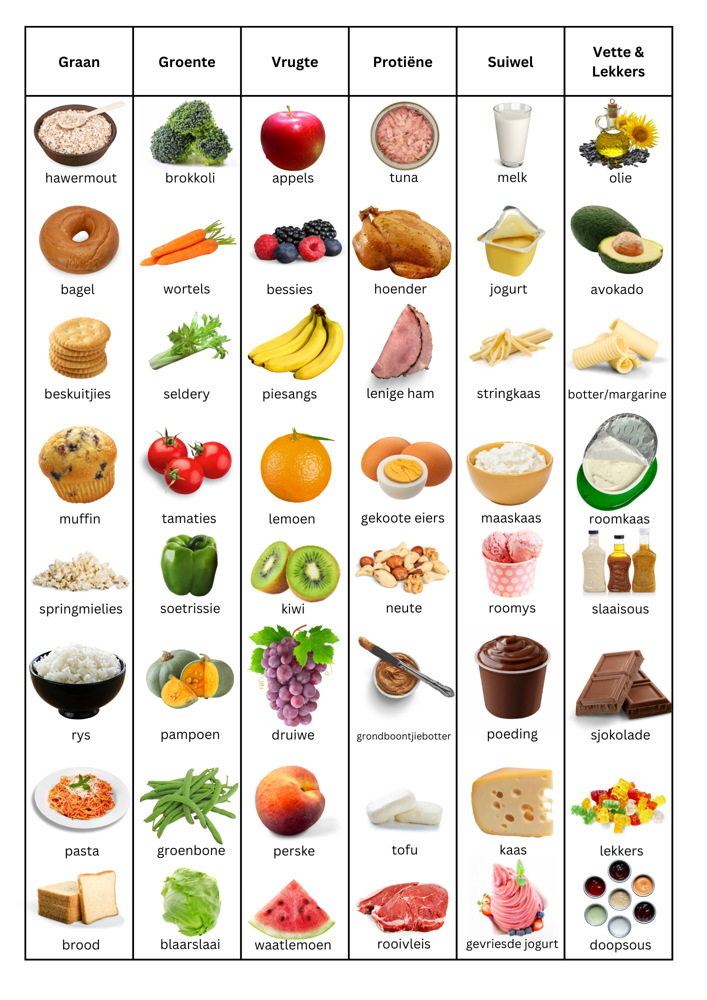 Graan
Groente
Vrugte
Protiëne
Suiwel
Vette &
Lekkers
hawermout
brokkoli
appels
tuna
melk
olie
bagel
wortels
bessies
hoender
jogurt
avokado
beskuitjies
seldery
piesangs
lenige ham
stringkaas
botter/margarine
muffin
tamaties
lemoen
gekoote eiers
maaskaas
roomkaas
springmielies
soetrissie
kiwi
neute
roomys
slaaisous
rys
pampoen
druiwe
grondboontjiebotter
poeding
sjokolade
pasta
groenbone
perske
tofu
kaas
lekkers
brood
blaarslaai
waatlemoen
rooivleis
gevriesde jogurt
doopsous